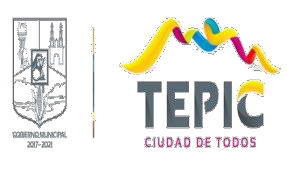 GOBIERNO MUNICIPAL
2017-2021
TEPIC
CIUDAD DE TODOS